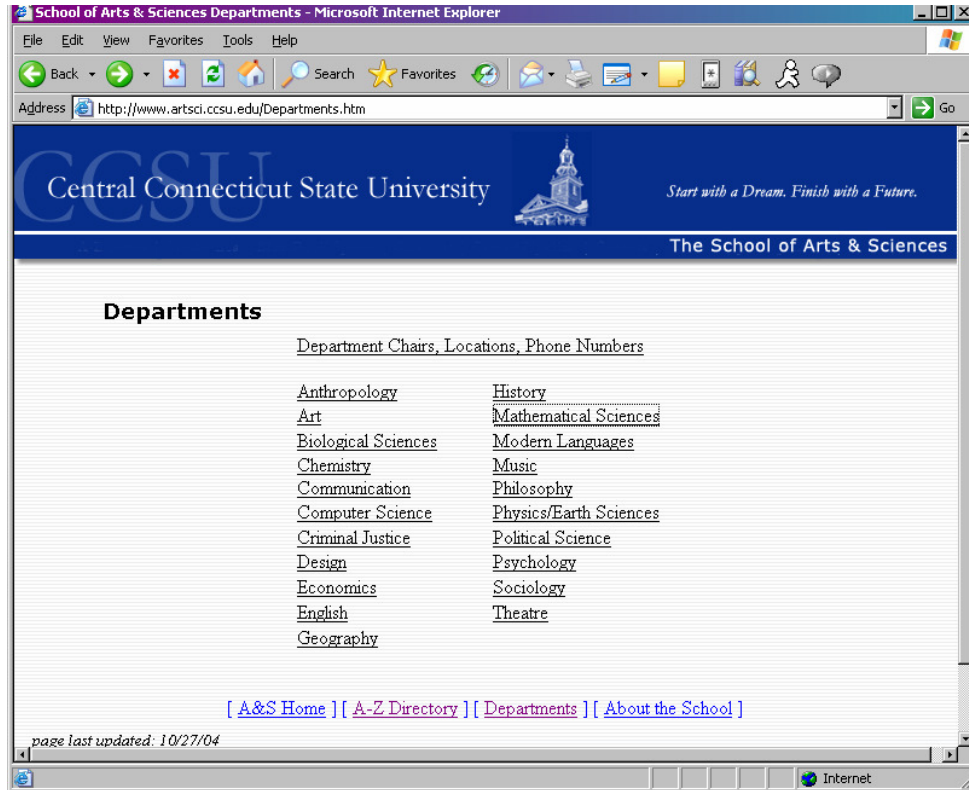 School of Arts & Sciences Departments - Microsoft Internet Explorer
File Edit View Favorites Tools Help
Back Search Favorites
Address http://www.artsci.ccsu.edu/Departments.htm Go
CCSU
Central Connecticut State University
Start with a Dream. Finish with a Future.
The School of Arts & Sciences
Departments
Department Chairs, Locations, Phone Numbers
Anthropology History
Art Mathematical Sciences
Biological Sciences Modern Languages
Chemistry Music
Communication Philosophy
Computer Science Physics/Earth Sciences
Criminal Justice Political Science
Design Psychology
Economics Sociology
English Theatre
Geography
[ A&S Home ] [ A-Z Directory ] [ Departments ] [ About the School ]
page last updated: 10/27/04
Internet